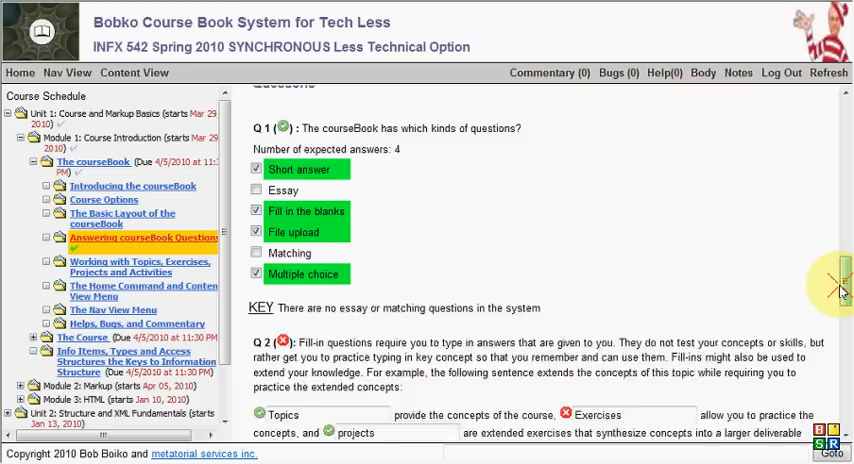 Bobko Course Book System for Tech Less
INFX 542 Spring 2010 SYNCHRONOUS Less Technical Option
Home Nav View Content View Commentary (0) Bugs (0) Help(0) Body Notes Log Out Refresh
Course Schedule
Unit 1: Course and Markup Basics (starts Mar 29,
2010)
Module 1: Course Introduction (starts Mar 29
2010)
The courseBook (Due 4/5/2010 at 11:3
PM)
Introducing the courseBook
Course Options
The Basic Layout of the
courseBook
Answering courseBook Questions
Working with Topics, Exercises,
Projects and Activities
The Home Command and Conten
View Menu
The Nav View Menu
Helps, Bugs, and Commentary
The Course (Due 4/5/2010 at 11:30 PM
Info Items, Types and Access
Structures the Keys to Information
Structure (Due 4/5/2010 at 11:30 PM)
Module 2: Markup (starts Apr 05, 2010)
Module 3: HTML (starts Jan 10, 2010)
Unit 2: Structure and XML Fundamentals (starts
Jan 13, 2010)
Questions
Q 1 ( ) : The courseBook has which kinds of questions?
Number of expected answers: 4
Short answer
Essay
Fill in the blanks
File upload
Matching
Multiple choice
KEY There are no essay or matching questions in the system
Q 2 ( ): Fill-in questions require you to type in answers that are given to you. They do not test your concepts or skills, but
rather get you to practice typing in key concept so that you remember and can use them. Fill-ins might also be used to
extend your knowledge. For example, the following sentence extends the concepts of this topic while requiring you to
practice the extended concepts:
Topics provide the concepts of the course, Exercises allow you to practice the
concepts, and projects are extended exercises that synthesize concepts into a larger deliverable
Copyright 2010 Bob Boiko and metatorial services inc.
Goto